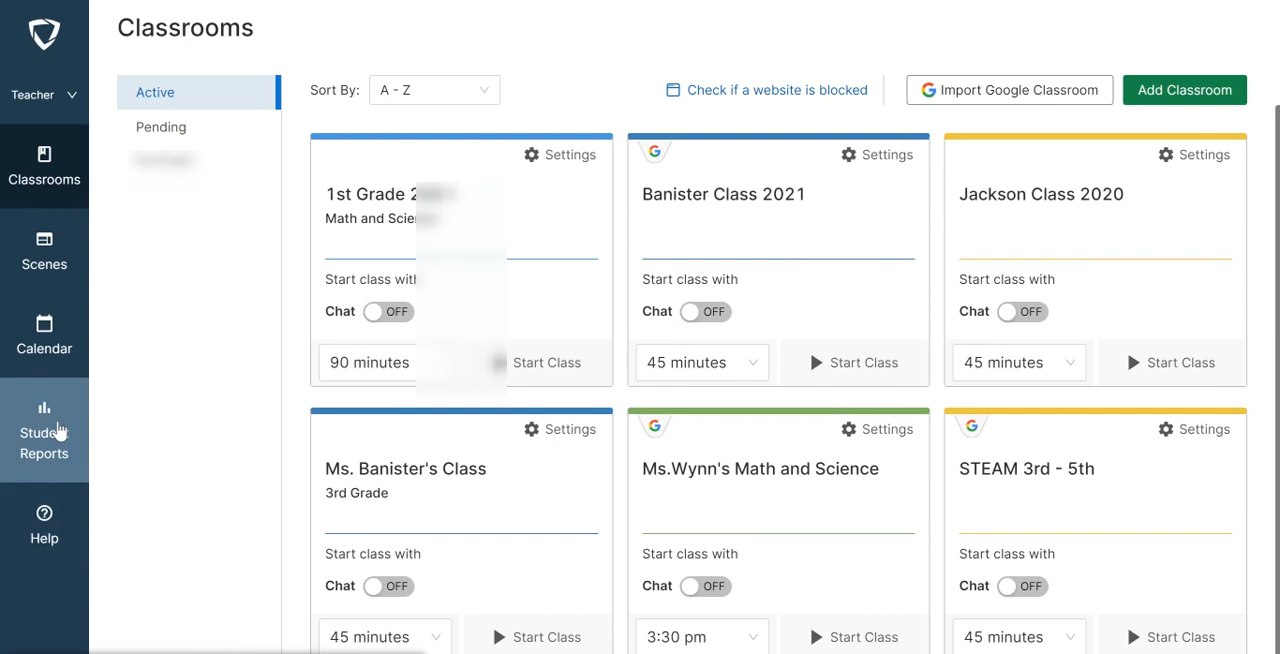 Classrooms
Teacher
Classrooms
Scenes
Calendar
Student
Reports
Help
Active
Pending
Sort By: A - Z
Check if a website is blocked
Import Google Classroom
Add Classroom
Settings
1st Grade
Math and
Start class with
Chat OFF
90 minutes
Start Class
Settings
Banister Class 2021
Start class with
Chat OFF
45 minutes
Start Class
Settings
Jackson Class 2020
Start class with
Chat OFF
45 minutes
Start Class
Settings
Ms. Banister's Class
3rd Grade
Start class with
Chat OFF
45 minutes
Start Class
Settings
Ms.Wynn's Math and Science
Start class with
Chat OFF
3:30 pm
Start Class
Settings
STEAM 3rd - 5th
Start class with
Chat OFF
45 minutes
Start Class